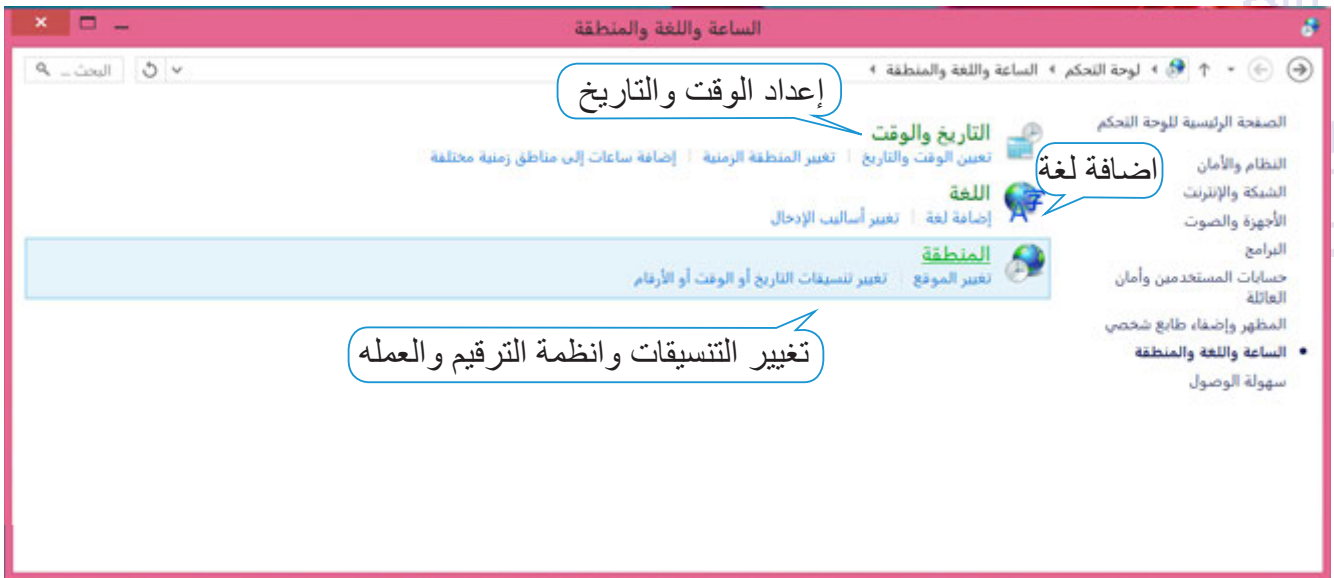 الساعة واللغة والمنطقة
لوحة التحكم
الساعة واللغة والمنطقة
البحث ...
إعداد الوقت والتاريخ
الصفحة الرئيسية للوحة التحكم
النظام والأمان
الشبكة والإنترنت
الأجهزة والصوت
البرامج
حسابات المستخدمين وأمان
العائلة
المظهر وإضفاء طابع شخصي
الساعة واللغة والمنطقة
سهولة الوصول
التاريخ والوقت
تعيين الوقت والتاريخ | تغيير المنطقة الزمنية | إضافة ساعات إلى مناطق زمنية مختلفة
اضافة لغة
اللغة
إضافة لغة | تغيير أساليب الإدخال
المنطقة
تغيير الموقع | تغيير تنسيقات التاريخ أو الوقت أو الأرقام
تغيير التنسيقات وانظمة الترقيم والعمله